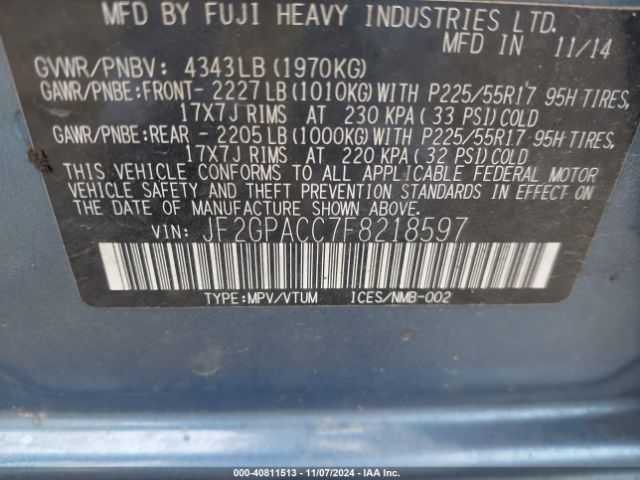 MFD BY FUJI HEAVY INDUSTRIES LTD.
MFD IN 11/14
GVWR/PNBV: 4343LB (1970KG)
GAWR/PNBE:FRONT- 2227 LB (1010KG) WITH P225/55R17 95H TIRES,
17X7J RIMS AT 230 KPA ( 33 PSI) COLD
GAWR/PNBE:REAR - 2205 LB (1000KG) WITH P225/55R17 95H TIRES,
17X7J RIMS AT 220 KPA ( 32 PSI) COLD
THIS VEHICLE CONFORMS TO ALL APPLICABLE FEDERAL MOTOR
VEHICLE SAFETY AND THEFT PREVENTION STANDARDS IN EFFECT ON
THE DATE OF MANUFACTURE SHOWN ABOVE.
VIN: JF2GPACC7F8218597
TYPE:MPV/VTUM ICES/NMB-002
000-40811513 - 11/07/2024 - IAA Inc.